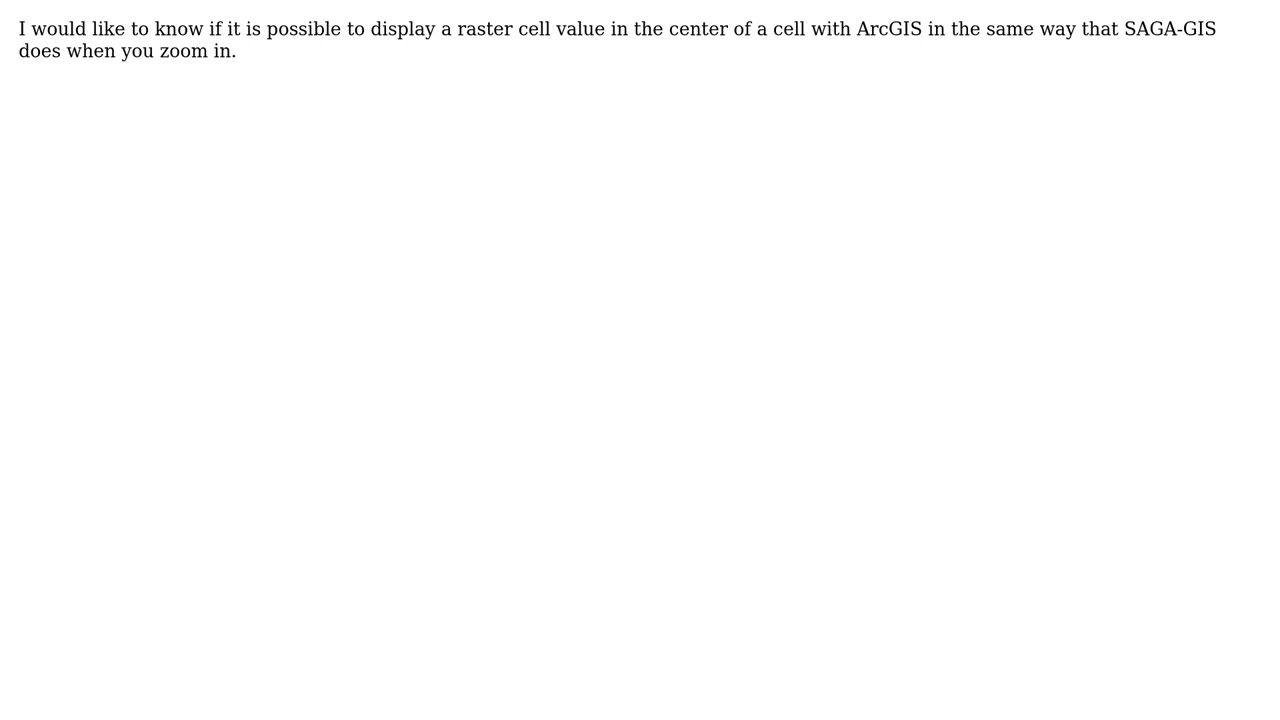 I would like to know if it is possible to display a raster cell value in the center of a cell with ArcGIS in the same way that SAGA-GIS
does when you zoom in.